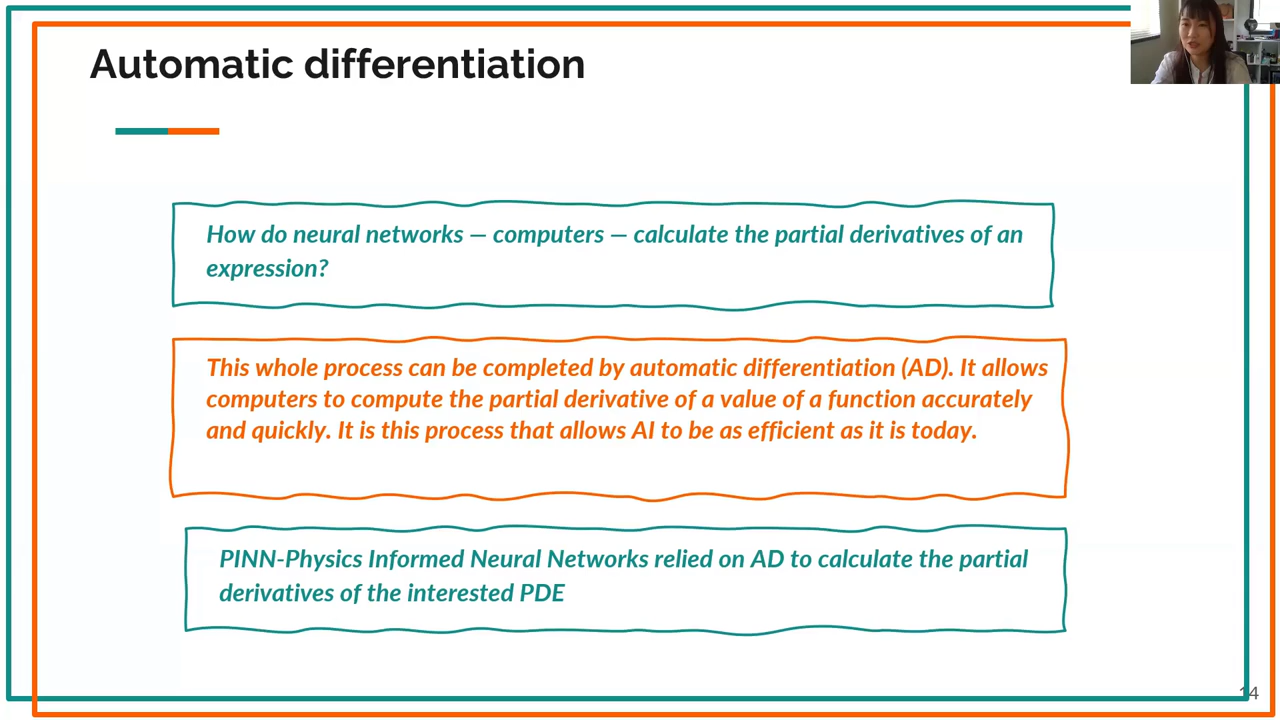 Automatic differentiation
How do neural networks — computers — calculate the partial derivatives of an
expression?
This whole process can be completed by automatic differentiation (AD). It allows
computers to compute the partial derivative of a value of a function accurately
and quickly. It is this process that allows AI to be as efficient as it is today.
PINN-Physics Informed Neural Networks relied on AD to calculate the partial
derivatives of the interested PDE
14